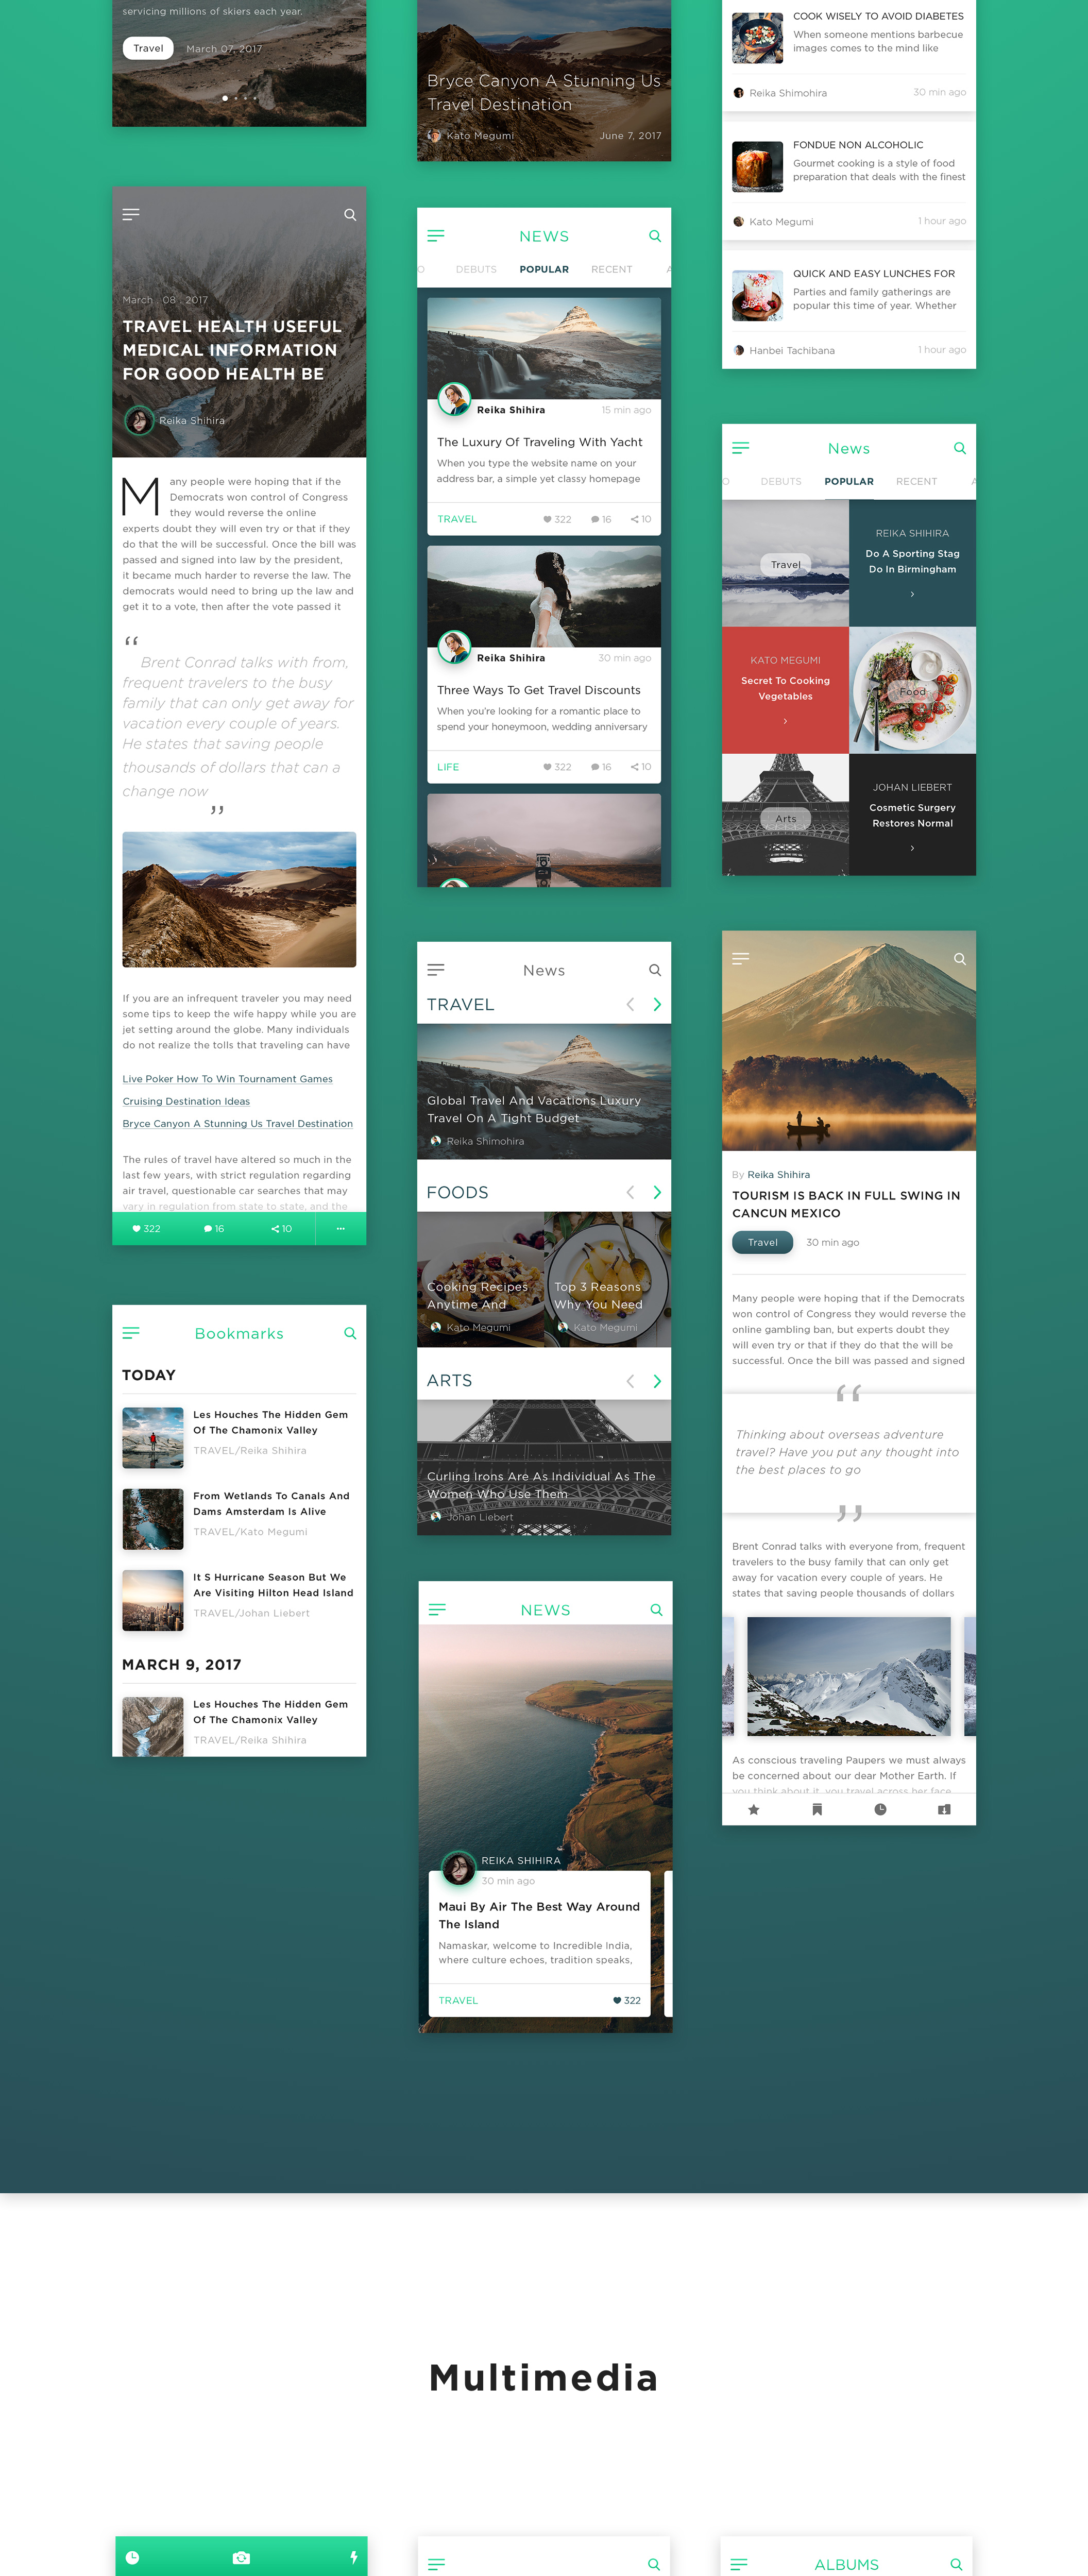 servicing millions of skiers each year.
Travel March 07, 2017
March . 08 . 2017
TRAVEL HEALTH USEFUL
MEDICAL INFORMATION
FOR GOOD HEALTH BE
Reika Shihira
Many people were hoping that if the
Democrats won control of Congress
they would reverse the online
experts doubt they will even try or that if they
do that the will be successful. Once the bill was
passed and signed into law by the president,
it became much harder to reverse the law. The
democrats would need to bring up the law and
get it to a vote, then after the vote passed it
“
Brent Conrad talks with from,
frequent travelers to the busy
family that can only get away for
vacation every couple of years.
He states that saving people
thousands of dollars that can a
change now
”
If you are an infrequent traveler you may need
some tips to keep the wife happy while you are
jet setting around the globe. Many individuals
do not realize the tolls that traveling can have
Live Poker How To Win Tournament Games
Cruising Destination Ideas
Bryce Canyon A Stunning Us Travel Destination
The rules of travel have altered so much in the
last few years, with strict regulation regarding
air travel, questionable car searches that may
vary in regulation from state to state, and the
322 16 10
Bookmarks
TODAY
Les Houches The Hidden Gem
Of The Chamonix Valley
TRAVEL/Reika Shihira
From Wetlands To Canals And
Dams Amsterdam Is Alive
TRAVEL/Kato Megumi
It S Hurricane Season But We
Are Visiting Hilton Head Island
TRAVEL/Johan Liebert
MARCH 9, 2017
Les Houches The Hidden Gem
Of The Chamonix Valley
TRAVEL/Reika Shihira
Bryce Canyon A Stunning Us
Travel Destination
Kato Megumi June 7, 2017
NEWS
O DEBUTS POPULAR RECENT A
Reika Shihira 15 min ago
The Luxury Of Traveling With Yacht
When you type the website name on your
address bar, a simple yet classy homepage
TRAVEL 322 16 10
Reika Shihira 30 min ago
Three Ways To Get Travel Discounts
When you’re looking for a romantic place to
spend your honeymoon, wedding anniversary
LIFE 322 16 10
News
TRAVEL
Global Travel And Vacations Luxury
Travel On A Tight Budget
Reika Shimohira
FOODS
Cooking Recipes
Anytime And
Kato Megumi
Top 3 Reasons
Why You Need
Kato Megumi
ARTS
Curling Irons Are As Individual As The
Women Who Use Them
Johan Liebert
NEWS
REIKA SHIHIRA
30 min ago
Maui By Air The Best Way Around
The Island
Namaskar, welcome to Incredible India,
where culture echoes, tradition speaks,
TRAVEL 322
COOK WISELY TO AVOID DIABETES
When someone mentions barbecue
images comes to the mind like
Reika Shimohira 30 min ago
FONDUE NON ALCOHOLIC
Gourmet cooking is a style of food
preparation that deals with the finest
Kato Megumi 1 hour ago
QUICK AND EASY LUNCHES FOR
Parties and family gatherings are
popular this time of year. Whether
Hanbei Tachibana 1 hour ago
News
O DEBUTS POPULAR RECENT A
Travel
REIKA SHIHIRA
Do A Sporting Stag
Do In Birmingham
KATO MEGUMI
Secret To Cooking
Vegetables
Food
Arts
JOHAN LIEBERT
Cosmetic Surgery
Restores Normal
By Reika Shihira
TOURISM IS BACK IN FULL SWING IN
CANCUN MEXICO
Travel 30 min ago
Many people were hoping that if the Democrats
won control of Congress they would reverse the
online gambling ban, but experts doubt they
will even try or that if they do that the will be
successful. Once the bill was passed and signed
“
Thinking about overseas adventure
travel? Have you put any thought into
the best places to go
”
Brent Conrad talks with everyone from, frequent
travelers to the busy family that can only get
away for vacation every couple of years. He
states that saving people thousands of dollars
As conscious traveling Paupers we must always
be concerned about our dear Mother Earth. If
you think about it, you travel across her face
Multimedia
ALBUMS